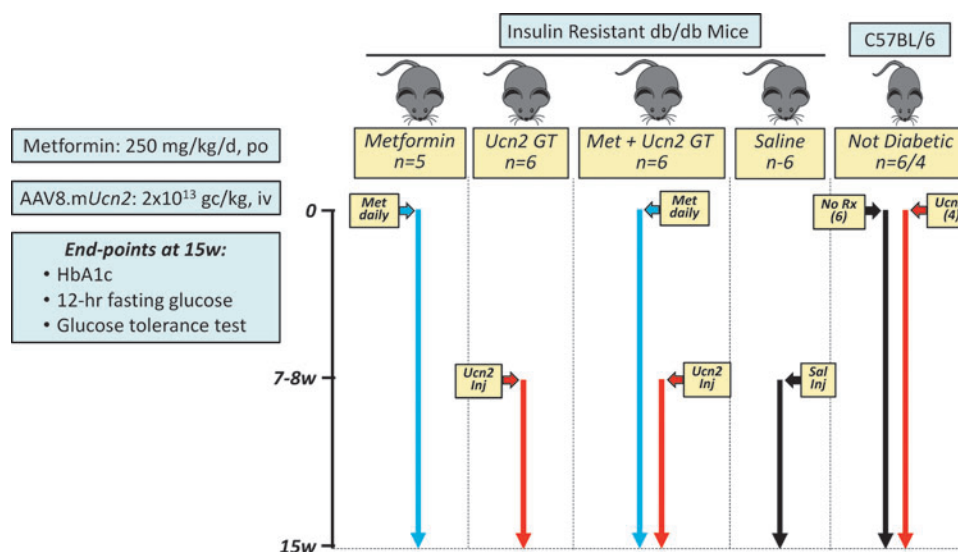 Insulin Resistant db/db Mice
C57BL/6
Metformin
n=5
Ucn2 GT
n=6
Met + Ucn2 GT
n=6
Saline
n-6
Not Diabetic
n=6/4
Metformin: 250 mg/kg/d, po
AAV8.mUcn2: 2x10¹³ gc/kg, iv
End-points at 15w:
• HbA1c
• 12-hr fasting glucose
• Glucose tolerance test
0
Met
daily
Met
daily
No Rx
(6)
Ucn
(4)
7-8w
Ucn2
Inj
Ucn2
Inj
Sal
Inj
15w